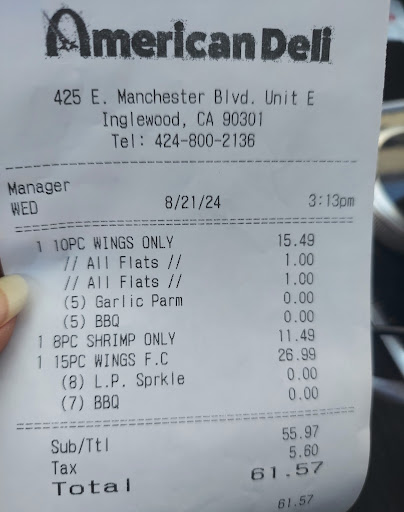 American Deli
425 E. Manchester Blvd. Unit E
Inglewood, CA 90301
Tel: 424-800-2136
Manager
WED 8/21/24 3:13pm
1 10PC WINGS ONLY 15.49
// All Flats // 1.00
// All Flats // 1.00
(5) Garlic Parm 0.00
(5) BBQ 0.00
1 8PC SHRIMP ONLY 11.49
1 15PC WINGS F.C 26.99
(8) L.P. Sprkle 0.00
(7) BBQ 0.00
Sub/Ttl 55.97
Tax 5.60
Total 61.57
61.57